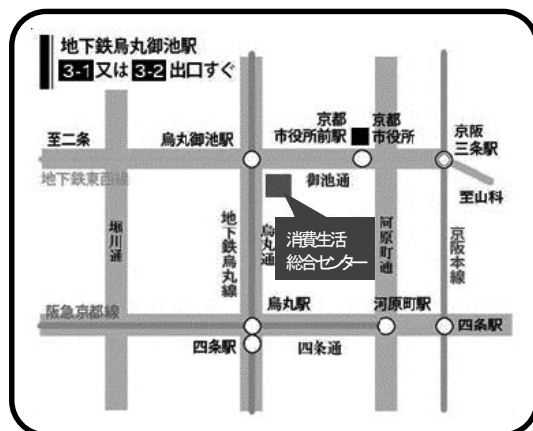 地下鉄烏丸御池駅
3-1又は3-2出口すぐ
至二条
烏丸御池駅
京都
市役所前駅
京都
市役所
京阪
三条駅
地下鉄東西線
御池通
至山科
堀川通
地下鉄烏丸線
烏丸通
消費生活
総合センター
河原町通
京阪本線
阪急京都線
烏丸駅
河原町駅
四条駅
四条通
四条駅